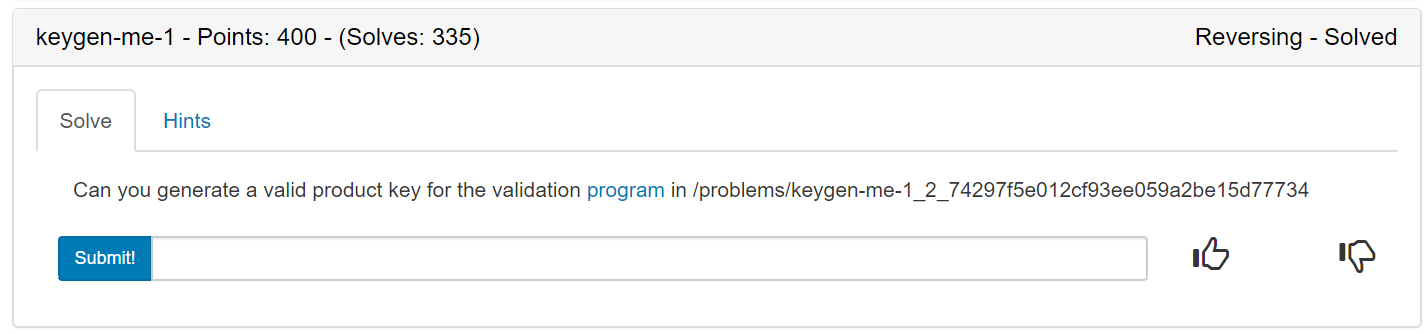 keygen-me-1 - Points: 400 - (Solves: 335) Reversing - Solved
Solve Hints
Can you generate a valid product key for the validation program in /problems/keygen-me-1_2_74297f5e012cf93ee059a2be15d77734
Submit!